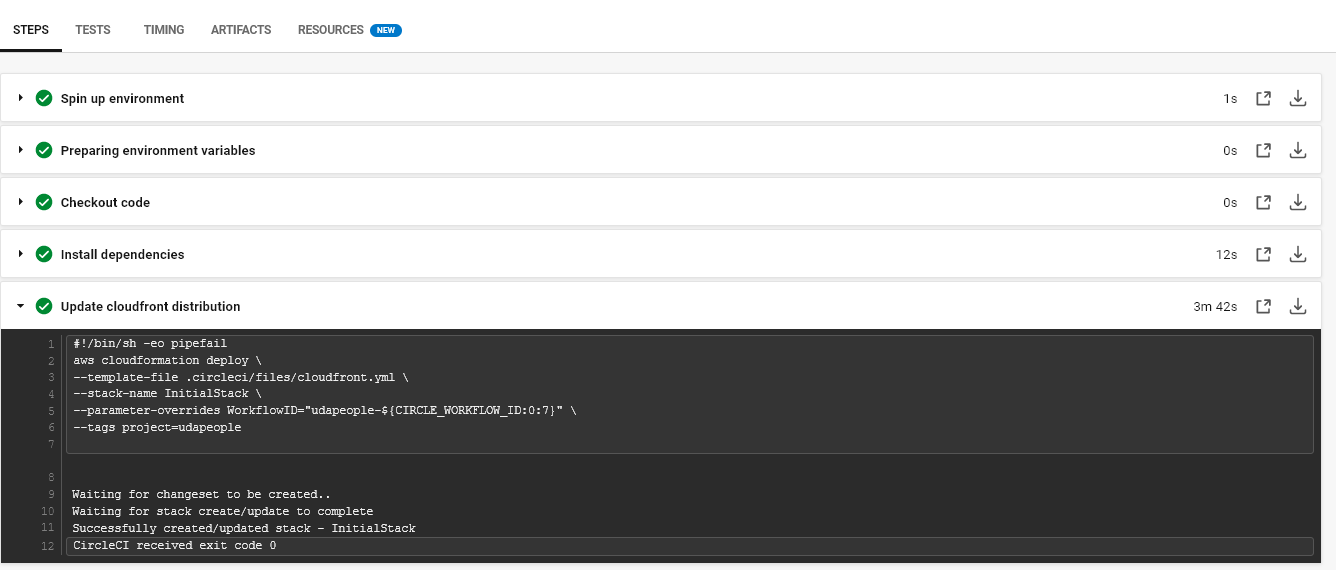 STEPS TESTS TIMING ARTIFACTS RESOURCES NEW
Spin up environment 1s
Preparing environment variables 0s
Checkout code 0s
Install dependencies 12s
Update cloudfront distribution 3m 42s
1 #!/bin/sh -eo pipefail
2 aws cloudformation deploy \
3 --template-file .circleci/files/cloudfront.yml \
4 --stack-name InitialStack \
5 --parameter-overrides WorkflowID="udapeople-${CIRCLE_WORKFLOW_ID:0:7}" \
6 --tags project=udapeople
7
8
9 Waiting for changeset to be created..
10 Waiting for stack create/update to complete
11 Successfully created/updated stack - InitialStack
12 CircleCI received exit code 0